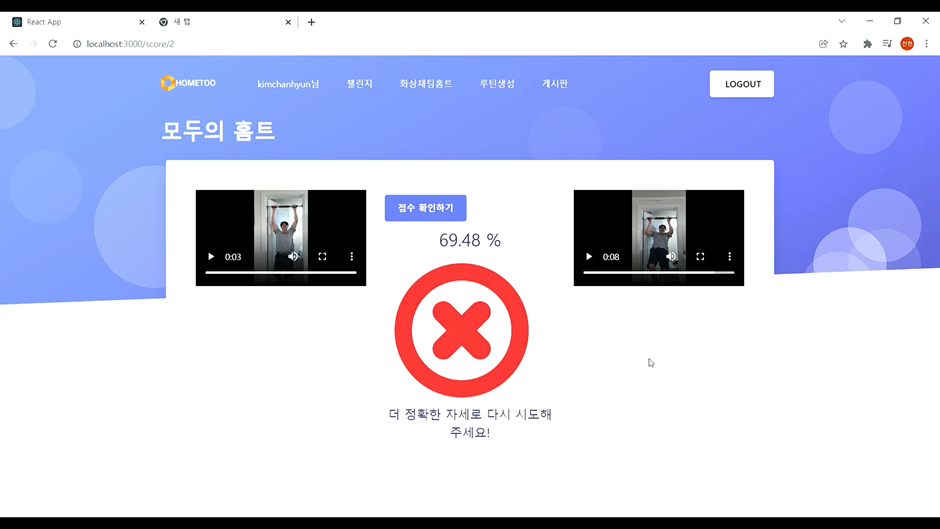 React App
새 탭
localhost:3000/score/2
찬현
HOMETOO
kimchanhyun님
챌린지
화상채팅홈트
루틴생성
게시판
LOGOUT
모두의 홈트
점수 확인하기
69.48 %
0:03
0:08
더 정확한 자세로 다시 시도해
주세요!